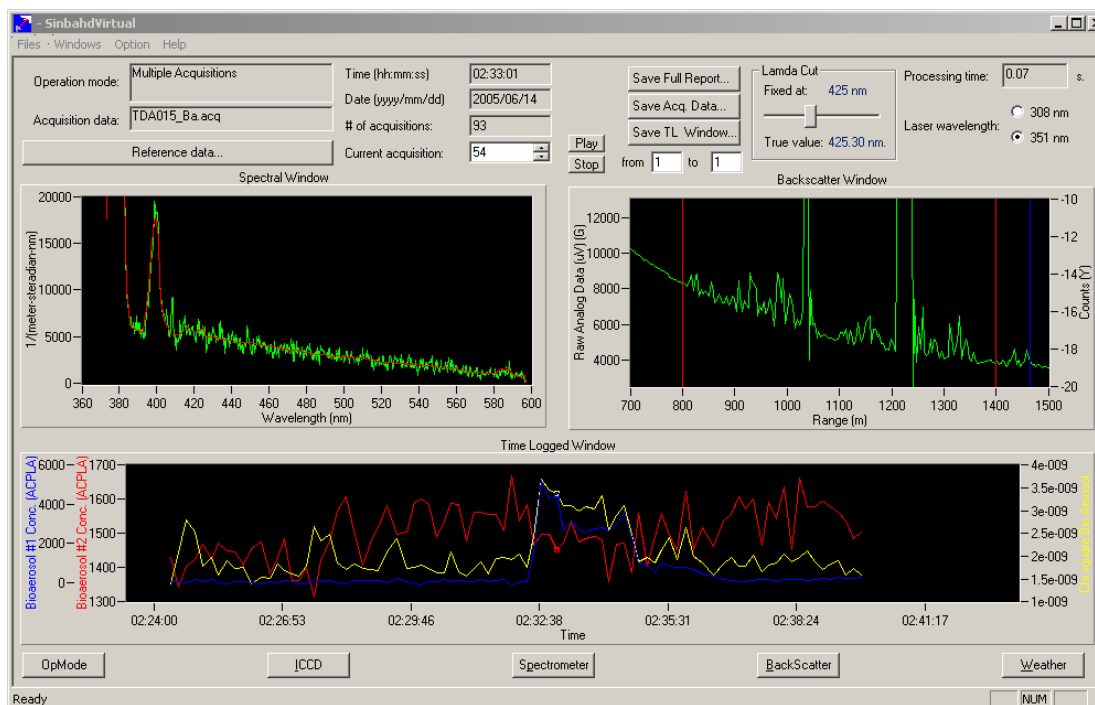 - SinbahdVirtual
Files Windows Option Help
Operation mode: Multiple Acquisitions
Acquisition data: TDA015_Ba.acq
Reference data...
Time (hh:mm:ss) 02:33:01
Date (yyyy/mm/dd) 2005/06/14
# of acquisitions: 93
Current acquisition: 54
Play
Stop
Save Full Report...
Save Acq. Data...
Save TL Window...
from 1 to 1
Lamda Cut
Fixed at: 425 nm
True value: 425.30 nm.
Processing time: 0.07 s.
Laser wavelength:
308 nm
351 nm
Spectral Window
1/(meter-steradian-nm)
20000
15000
10000
5000
0
360 380 400 420 440 460 480 500 520 540 560 580 600
Wavelength (nm)
Backscatter Window
Raw Analog Data (uV) (G)
12000
10000
8000
6000
4000
-10
-12
-14
-16
-18
-20
Counts (Y)
700 800 900 1000 1100 1200 1300 1400 1500
Range (m)
Time Logged Window
Bioaerosol #1 Conc. (ACPLA)
6000
4000
2000
0
Bioaerosol #2 Conc. (ACPLA)
1700
1600
1500
1400
1300
4e-009
3.5e-009
3e-009
2.5e-009
2e-009
1.5e-009
1e-009
02:24:00 02:26:53 02:29:46 02:32:38 02:35:31 02:38:24 02:41:17
Time
OpMode ICCD Spectrometer BackScatter Weather
Ready NUM